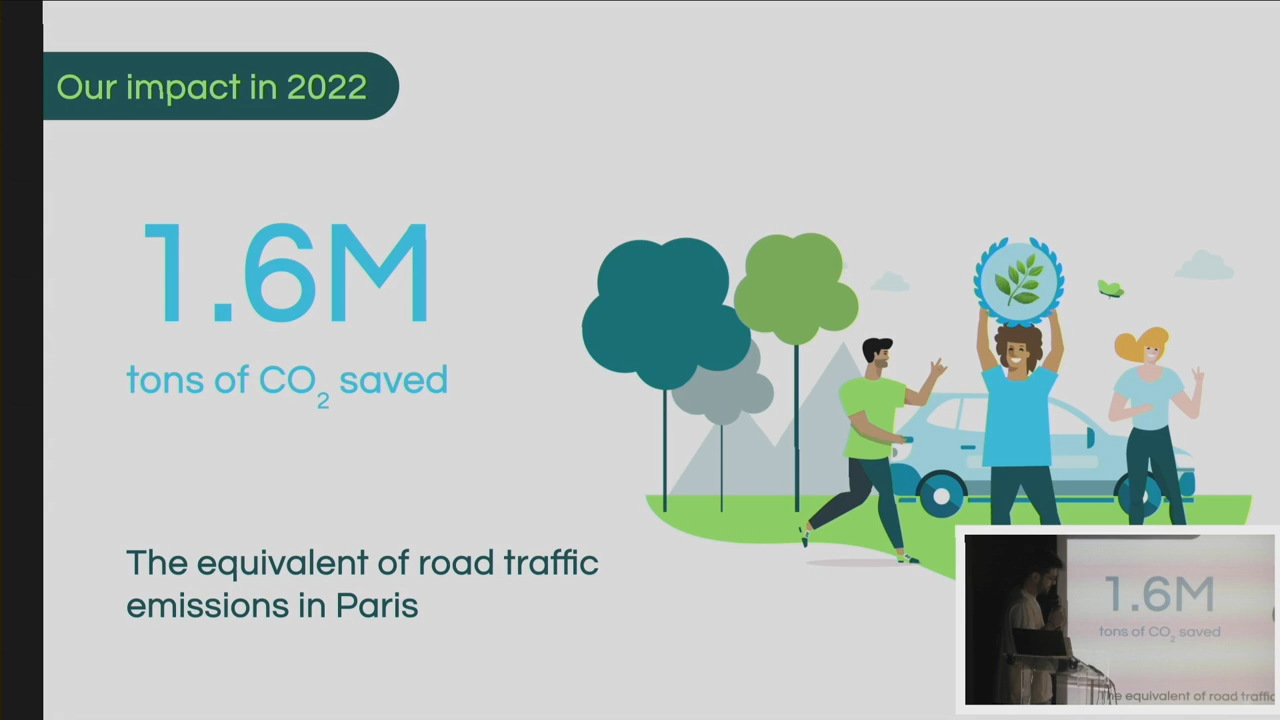 Our impact in 2022
1.6M
tons of CO₂ saved
The equivalent of road traffic
emissions in Paris
1.6M
tons of CO₂ saved
The equivalent of road traffic